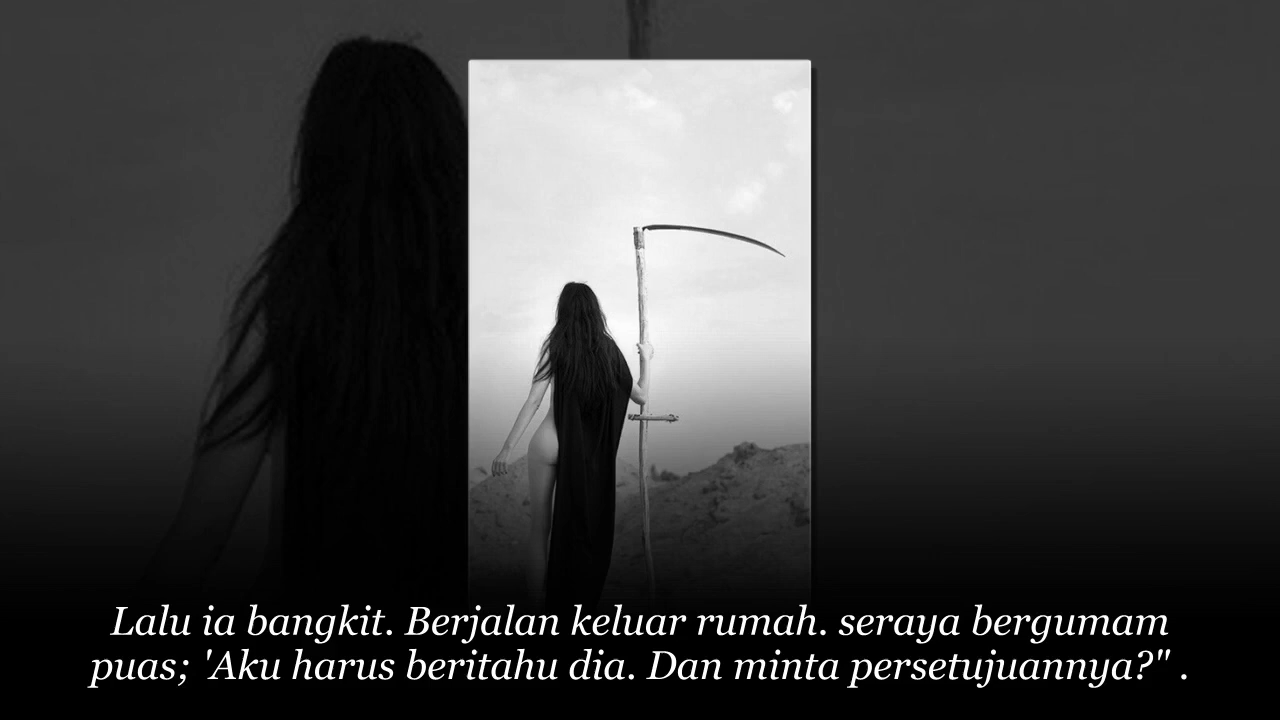 Lalu ia bangkit. Berjalan keluar rumah. seraya bergumam
puas; 'Aku harus beritahu dia. Dan minta persetujuannya?" .